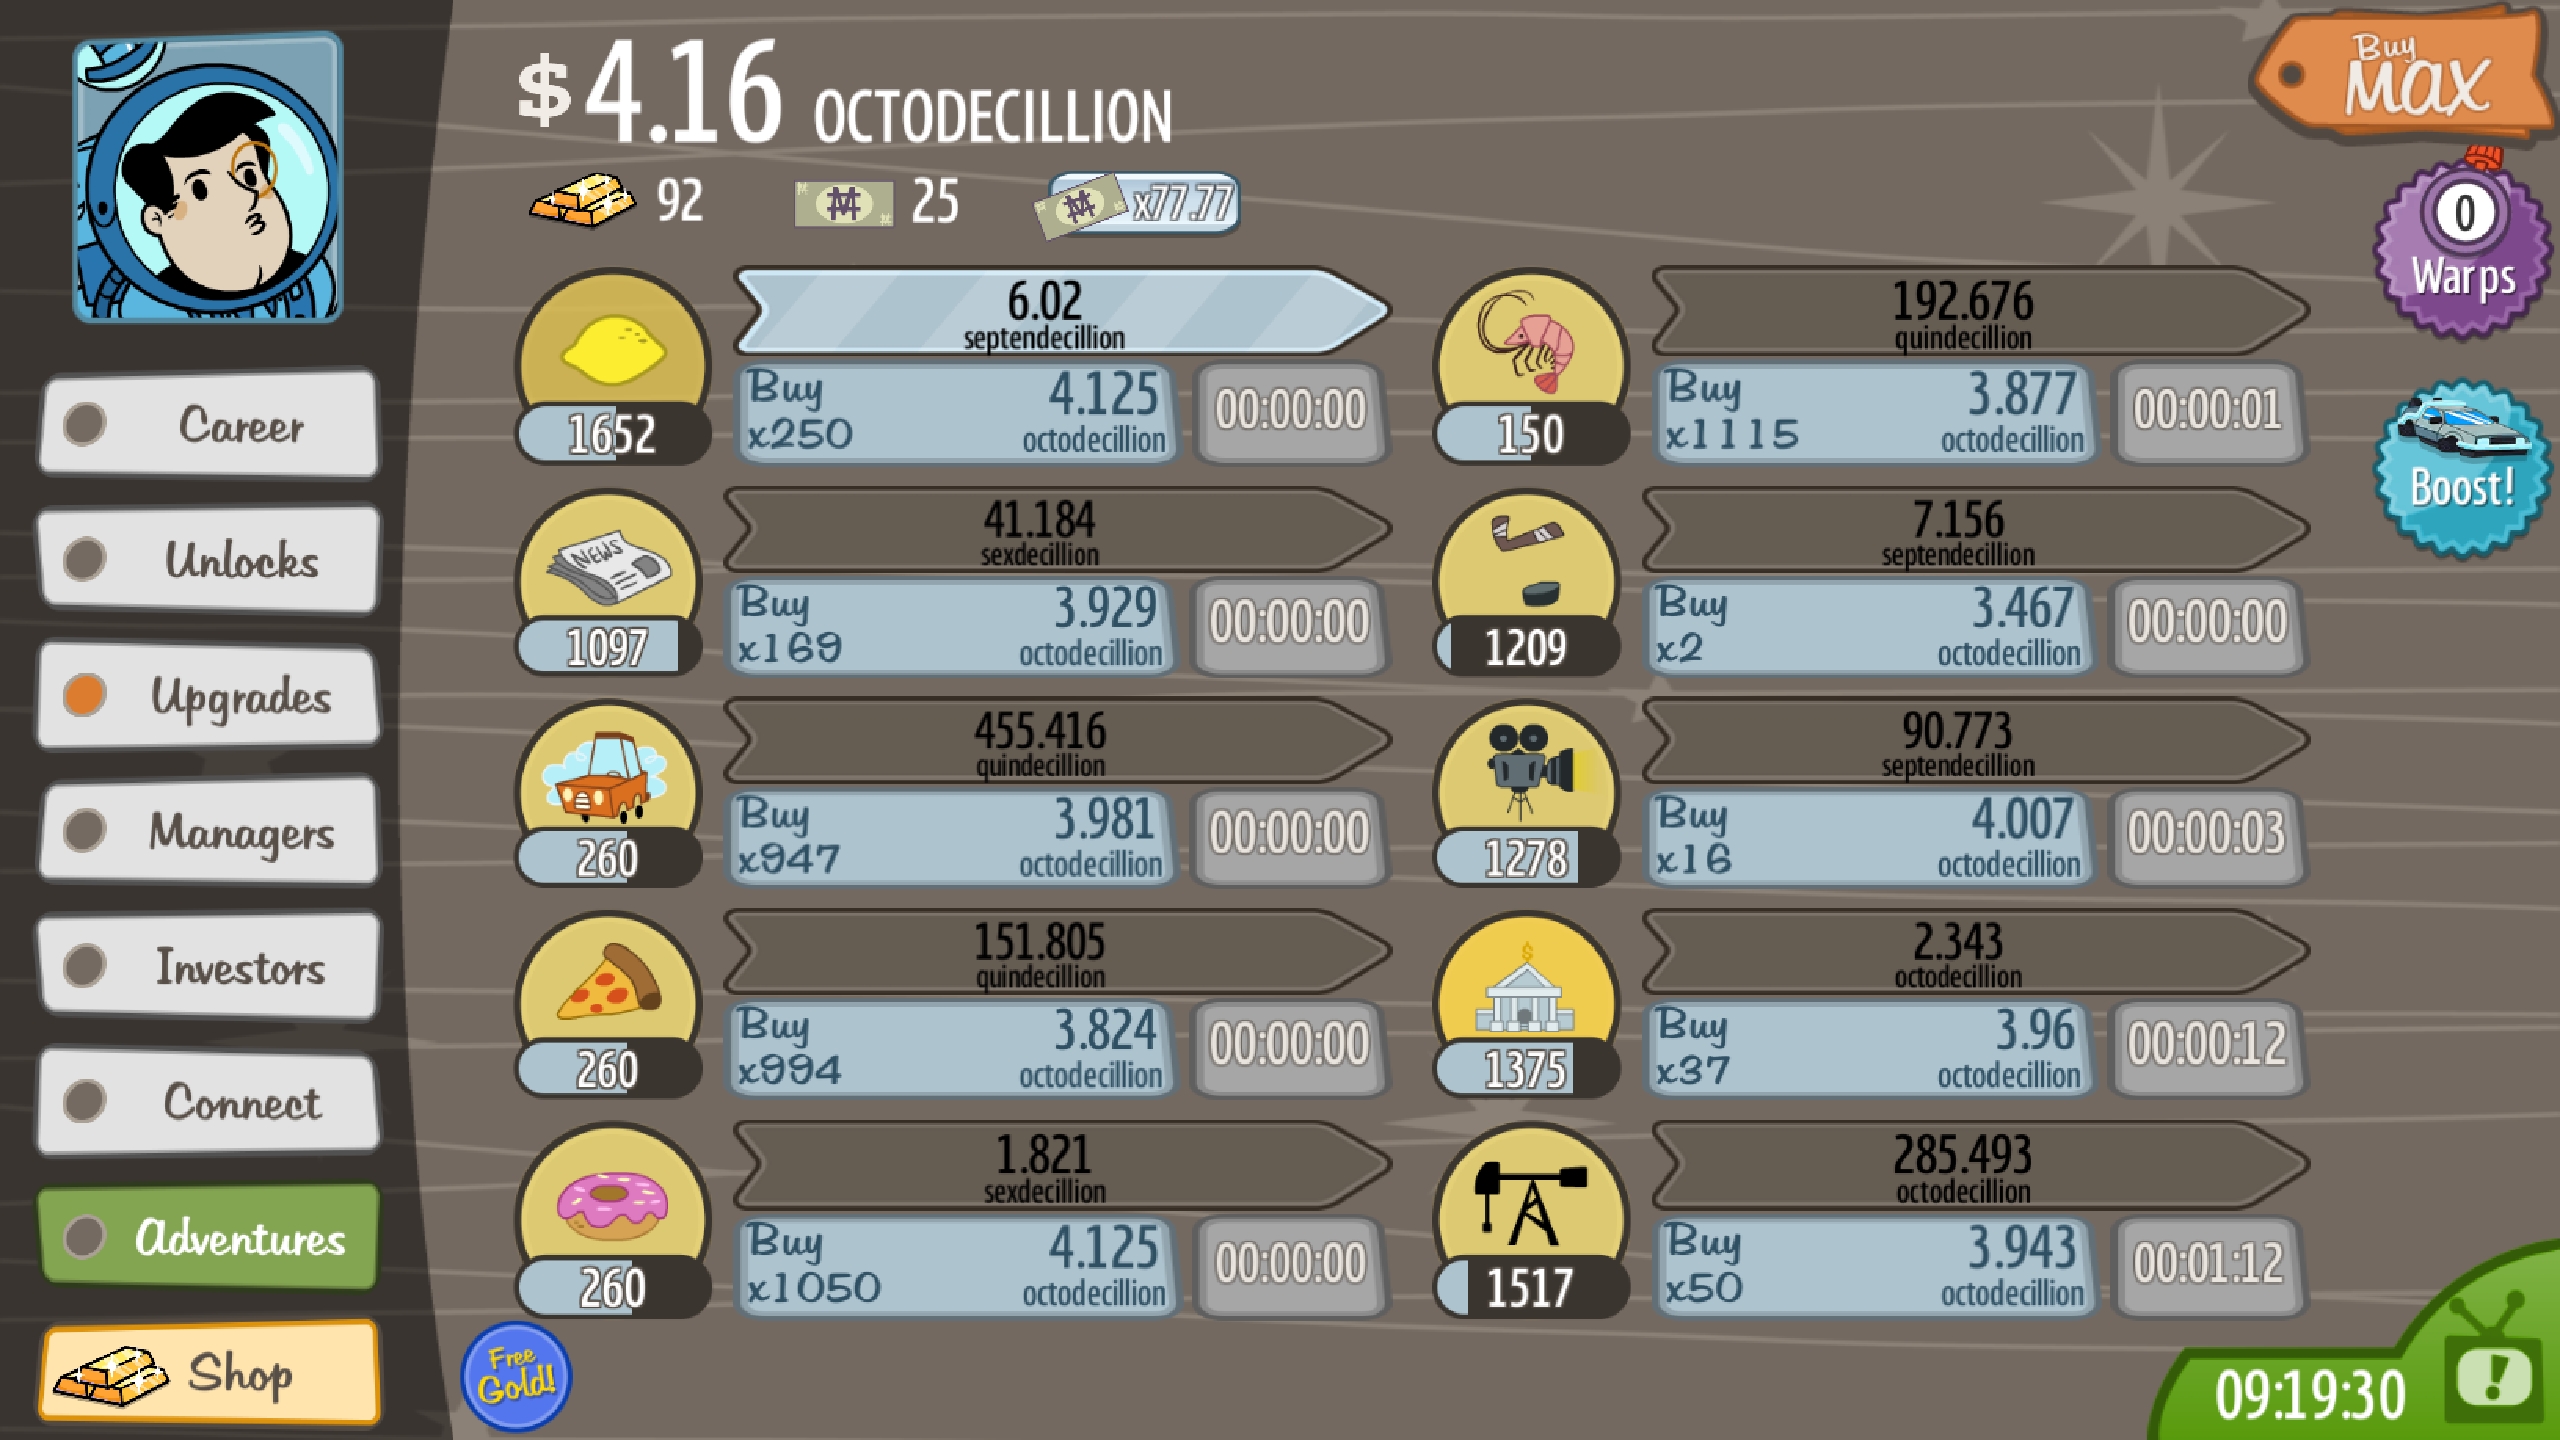 $4.16 OCTODECILLION
Buy
MAX
92
25
x77.77
0
Warps
Boost!
Career
Unlocks
Upgrades
Managers
Investors
Connect
Adventures
Shop
6.02
septendecillion
1652
Buy
x250
4.125
octodecillion
00:00:00
192.676
quindecillion
150
Buy
x1115
3.877
octodecillion
00:00:01
NEWS
41.184
sexdecillion
1097
Buy
x169
3.929
octodecillion
00:00:00
7.156
septendecillion
1209
Buy
x2
3.467
octodecillion
00:00:00
455.416
quindecillion
260
Buy
x947
3.981
octodecillion
00:00:00
90.773
septendecillion
1278
Buy
x16
4.007
octodecillion
00:00:03
151.805
quindecillion
260
Buy
x994
3.824
octodecillion
00:00:00
2.343
octodecillion
1375
Buy
x37
3.96
octodecillion
00:00:12
1.821
sexdecillion
260
Buy
x1050
4.125
octodecillion
00:00:00
285.493
octodecillion
1517
Buy
x50
3.943
octodecillion
00:01:12
Free
Gold!
09:19:30
!